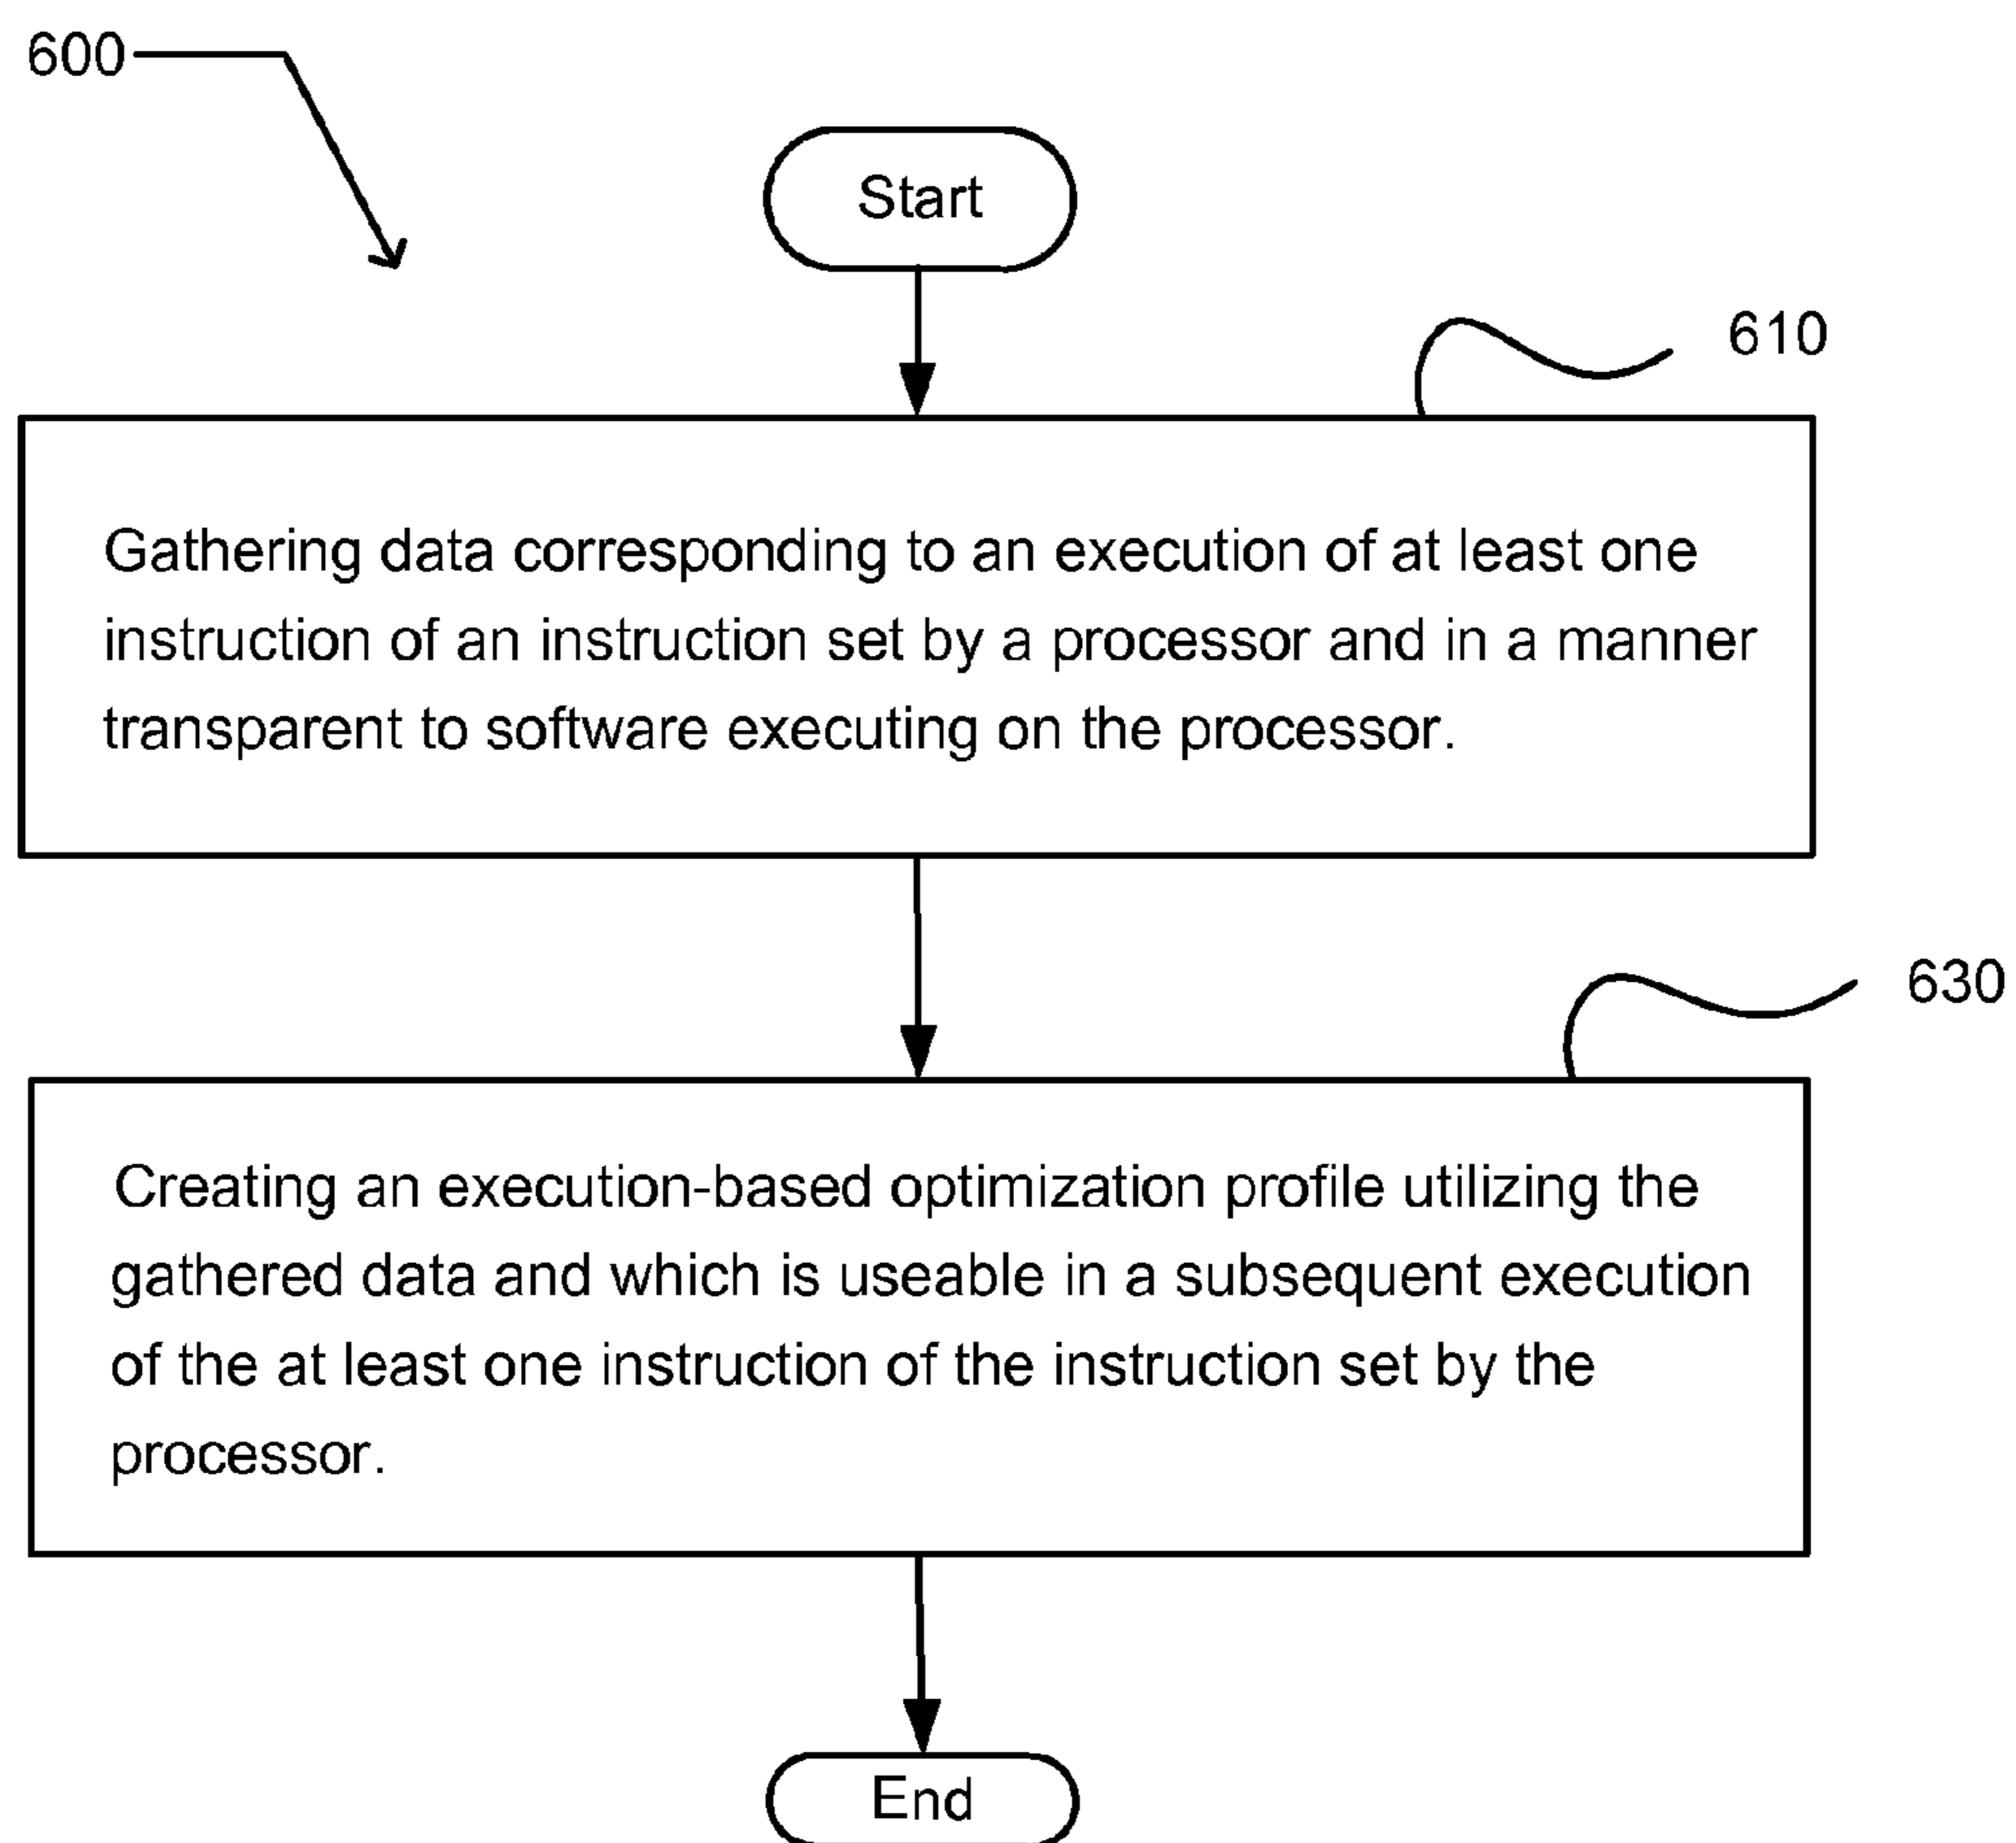 600
Start
610
Gathering data corresponding to an execution of at least one
instruction of an instruction set by a processor and in a manner
transparent to software executing on the processor.
630
Creating an execution-based optimization profile utilizing the
gathered data and which is useable in a subsequent execution
of the at least one instruction of the instruction set by the
processor.
End